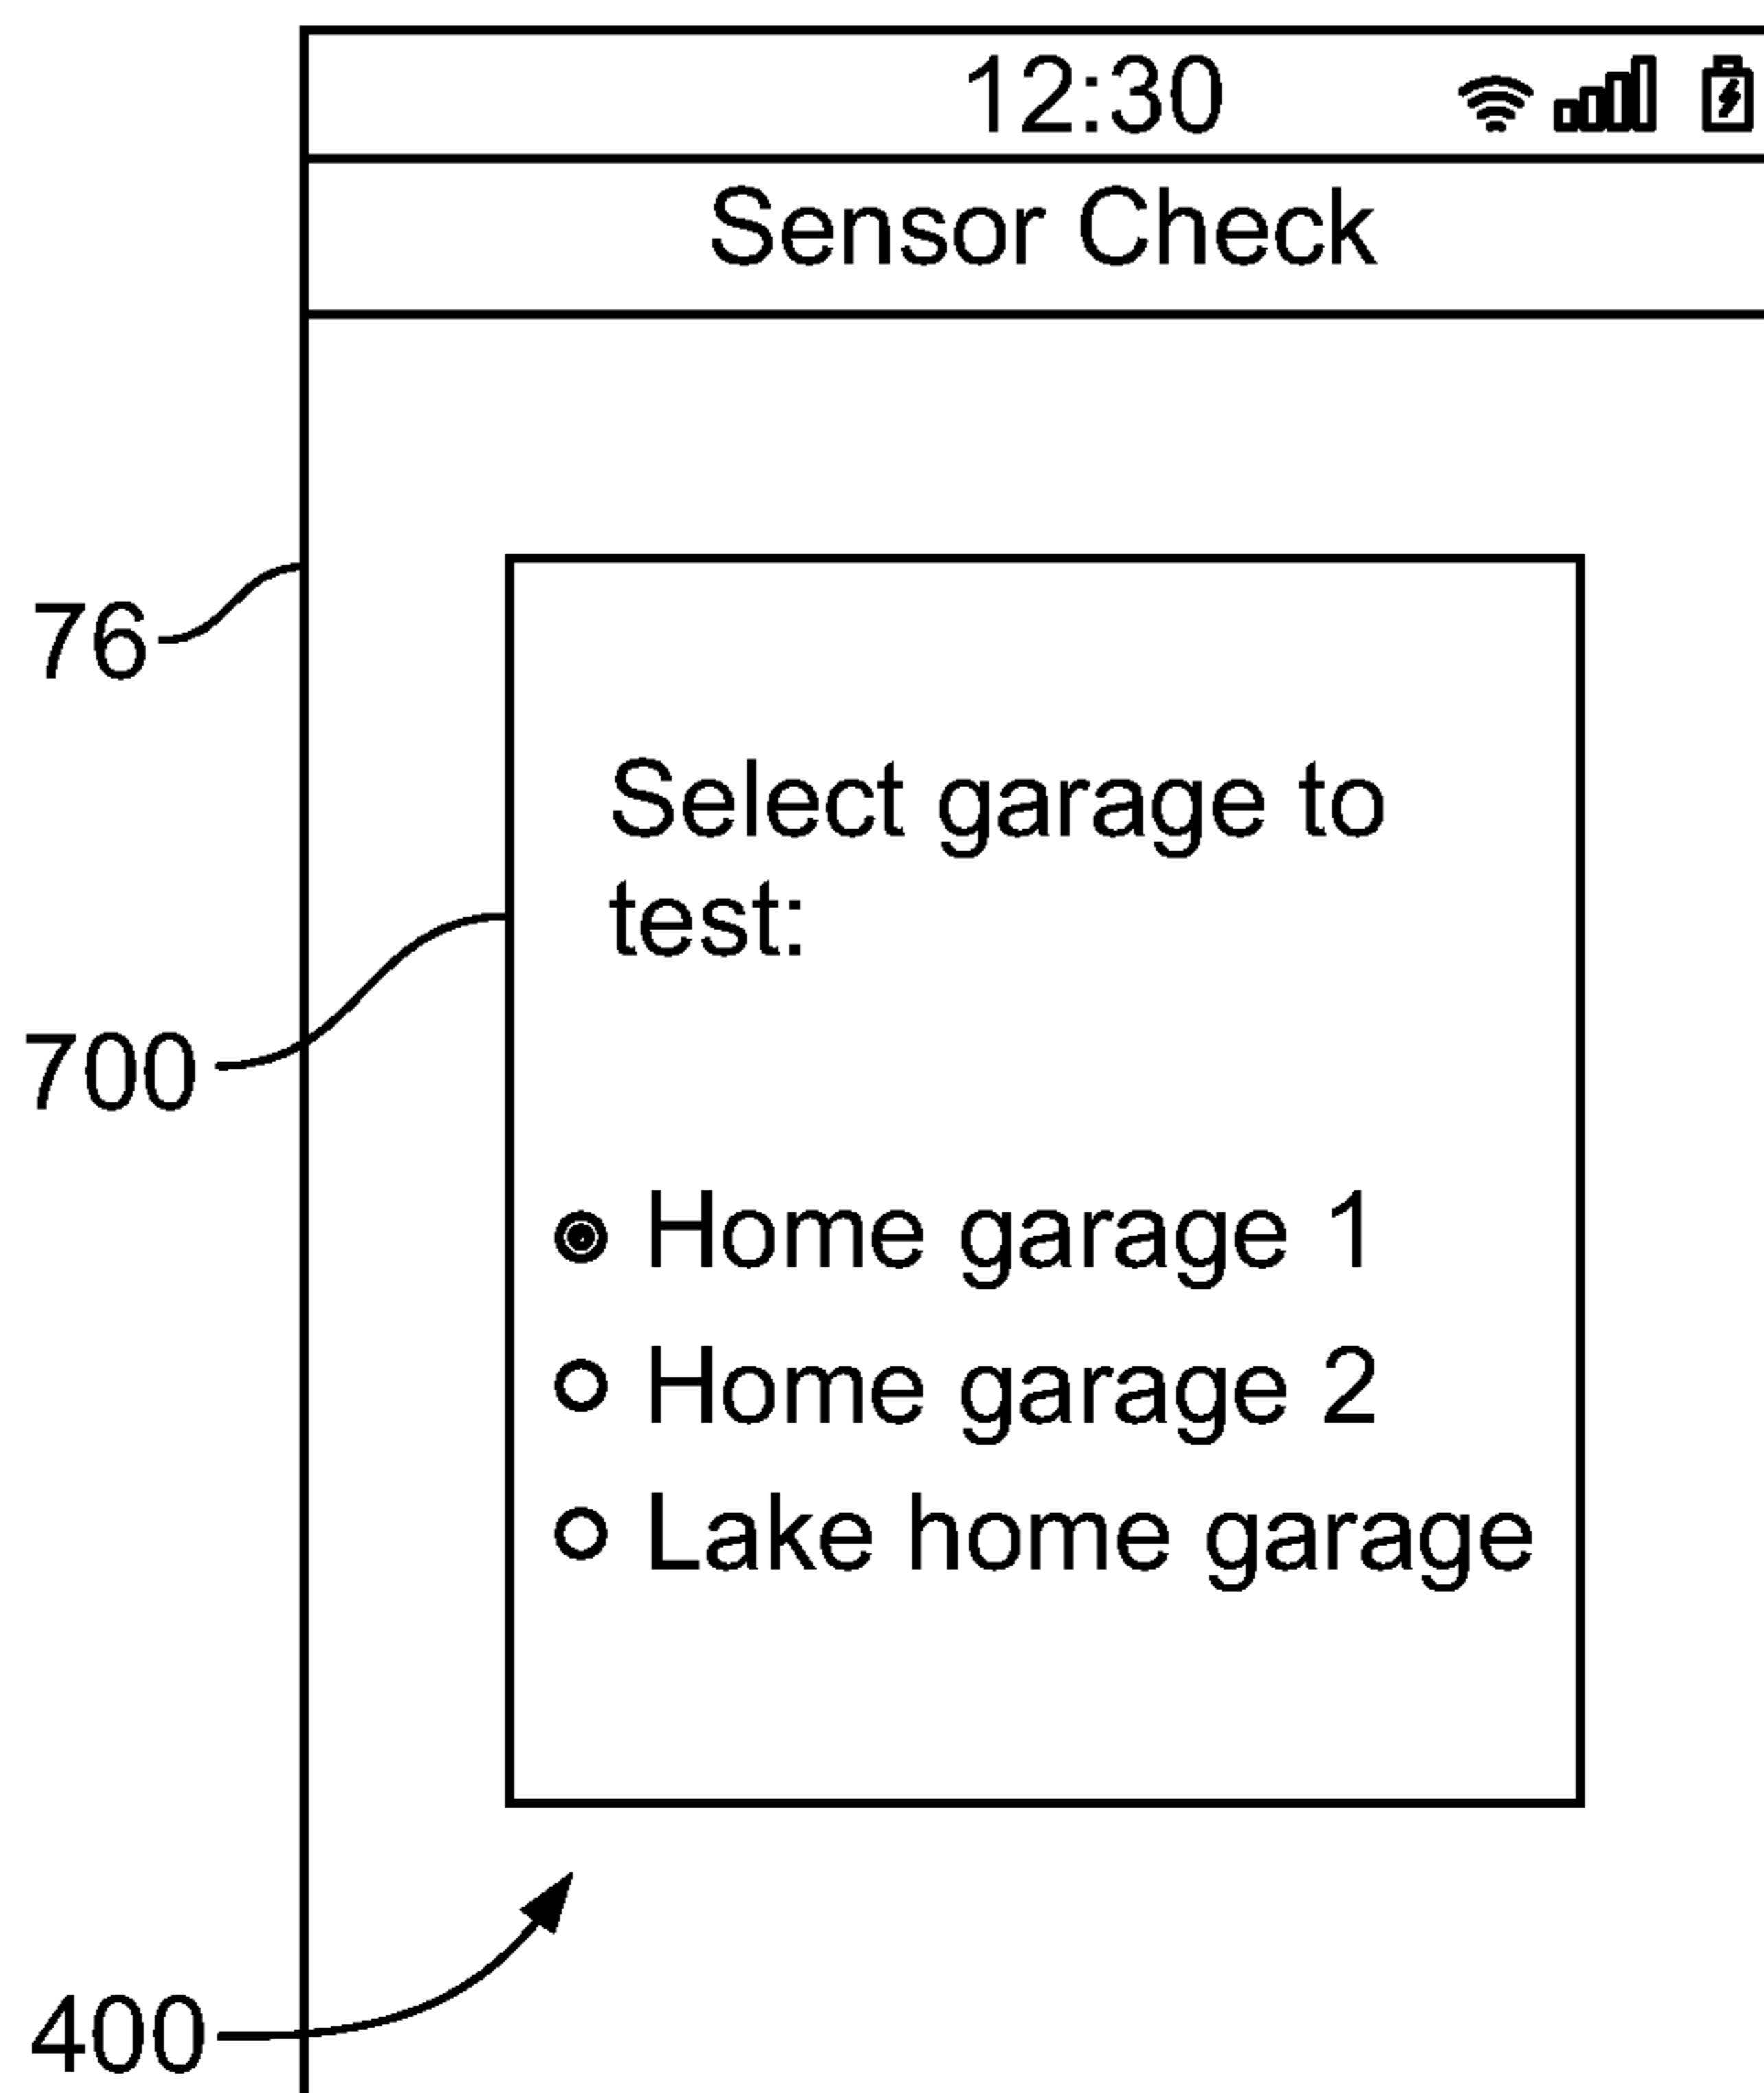 12:30
Sensor Check
76
Select garage to
test:
700
Home garage 1
Home garage 2
Lake home garage
400